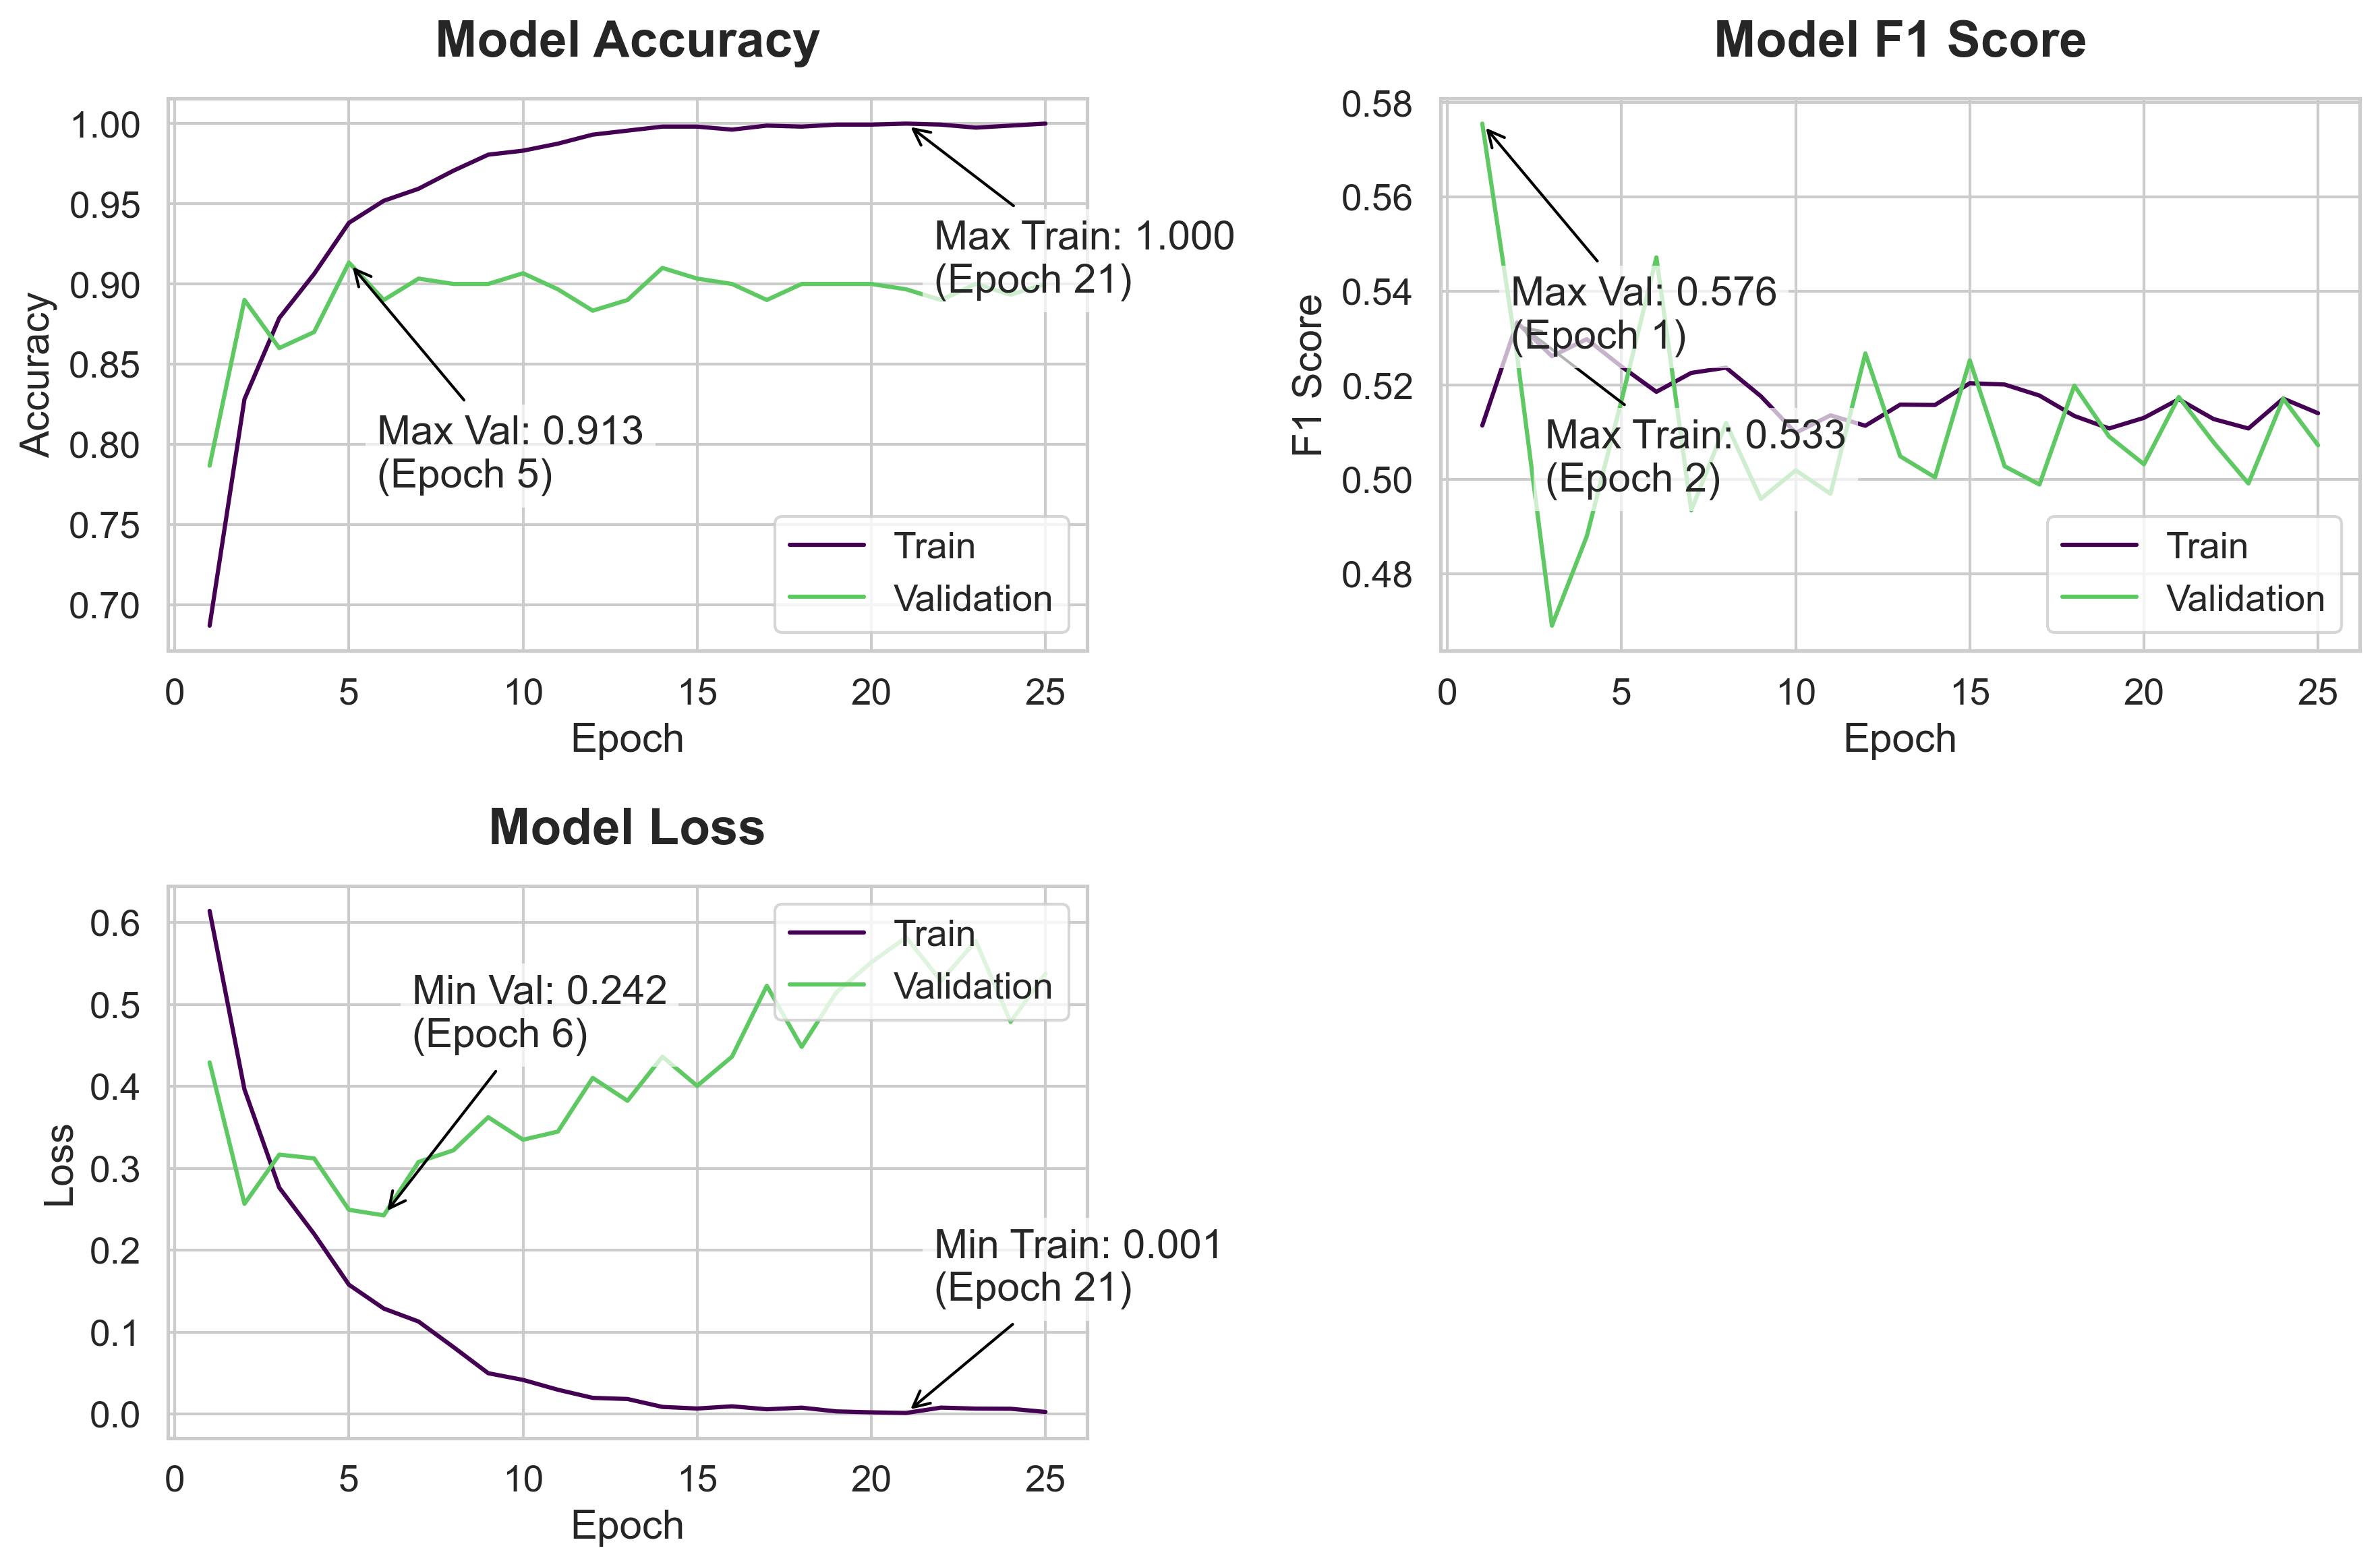 Model Accuracy
1.00
0.95
0.90
0.85
0.80
0.75
0.70
Accuracy
Max Train: 1.000
(Epoch 21)
Max Val: 0.913
(Epoch 5)
Train
Validation
0
5
10
15
20
25
Epoch
Model F1 Score
0.58
0.56
0.54
0.52
0.50
0.48
F1 Score
Max Val: 0.576
(Epoch 1)
Max Train: 0.533
(Epoch 2)
Train
Validation
0
5
10
15
20
25
Epoch
Model Loss
0.6
0.5
0.4
0.3
0.2
0.1
0.0
Loss
Train
Validation
Min Val: 0.242
(Epoch 6)
Min Train: 0.001
(Epoch 21)
0
5
10
15
20
25
Epoch